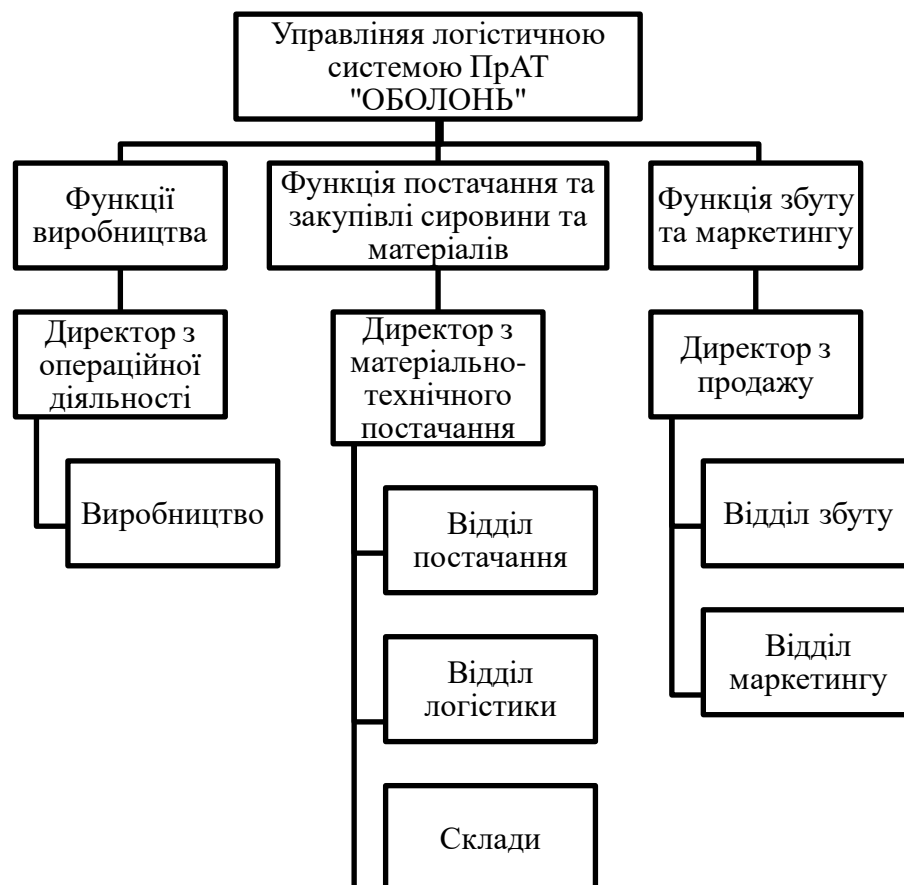 Управліняя логістичною
системою ПрАТ
"ОБОЛОНЬ"
Функції
виробництва
Функція постачання та
закупівлі сировини та
матеріалів
Функція збуту
та маркетингу
Директор з
операційної
діяльності
Директор з
матеріально-
технічного
постачання
Директор з
продажу
Виробництво
Відділ
постачання
Відділ
логістики
Склади
Відділ збуту
Відділ
маркетингу